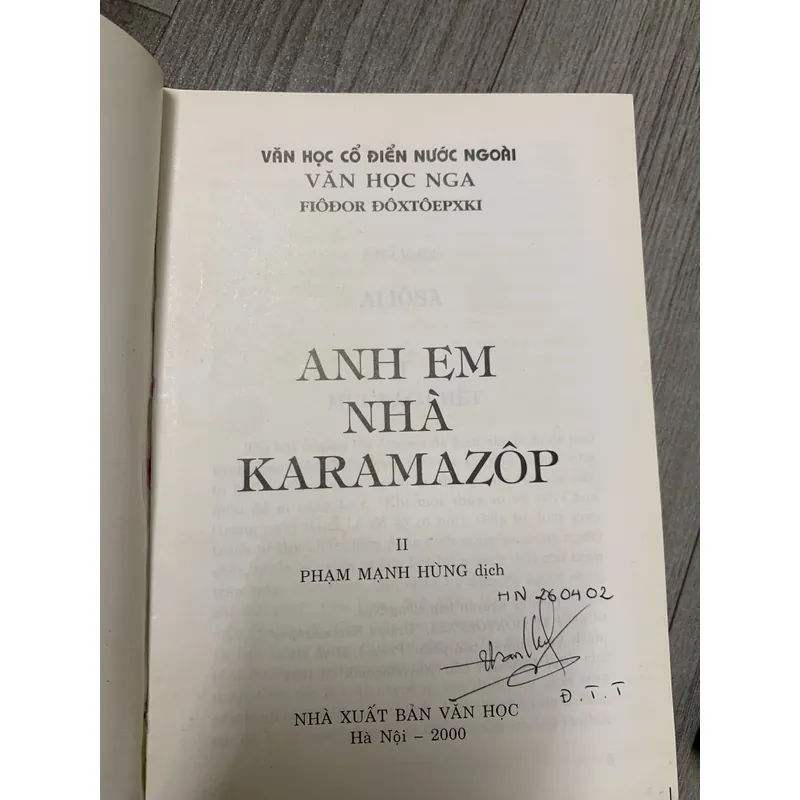 VĂN HỌC CỔ ĐIỂN NƯỚC NGOÀI
VĂN HỌC NGA
FIÔĐOR ĐÔXTÔEPXKI
ALIÔSA
ANH EM
NHÀ
KARAMAZÔP
II
PHẠM MẠNH HÙNG dịch
HN 260402
Đ.T.T
NHÀ XUẤT BẢN VĂN HỌC
Hà Nội – 2000